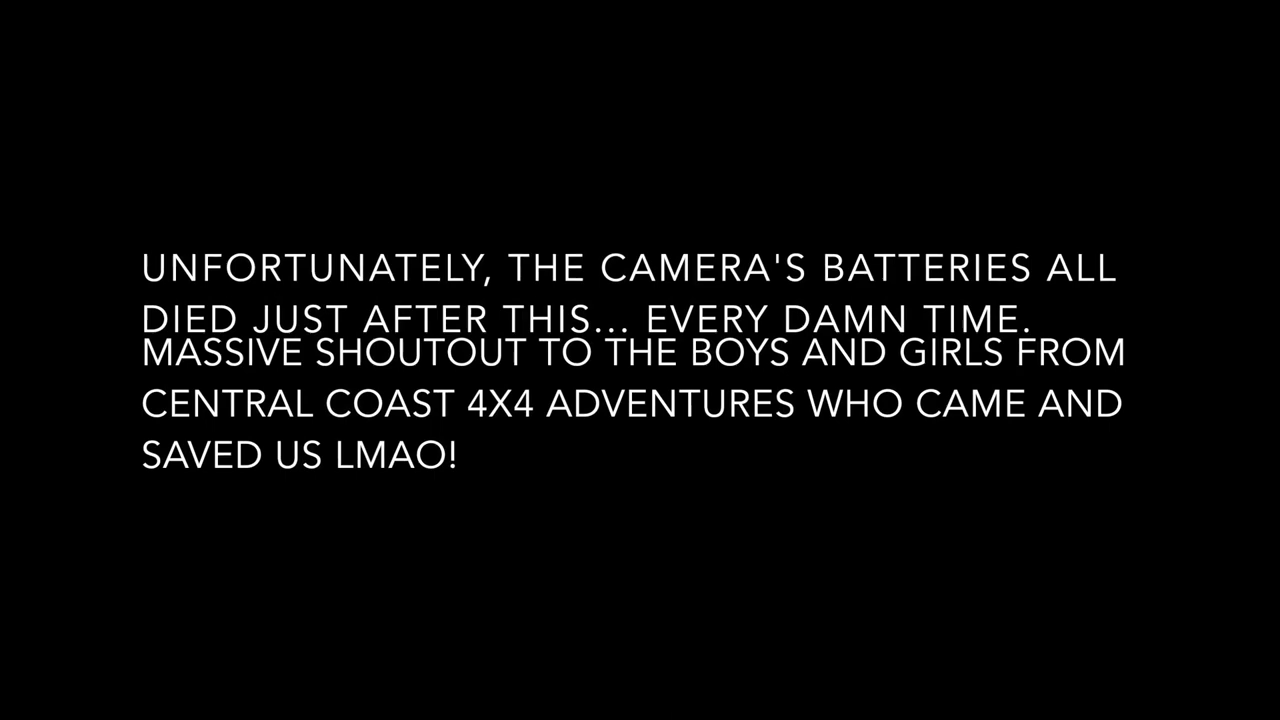 UNFORTUNATELY, THE CAMERA'S BATTERIES ALL
DIED JUST AFTER THIS... EVERY DAMN TIME.
MASSIVE SHOUTOUT TO THE BOYS AND GIRLS FROM
CENTRAL COAST 4X4 ADVENTURES WHO CAME AND
SAVED US LMAO!